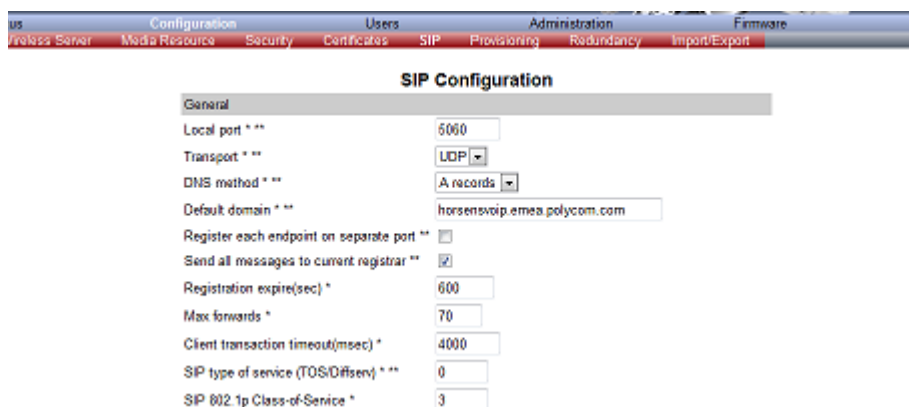 us Configuration Users Administration Firmware
Wireless Server Media Resource Security Certificates SIP Provisioning Redundancy Import/Export
SIP Configuration
General
Local port * ** 5060
Transport * ** UDP
DNS method * ** A records
Default domain * ** horsensvoip.emea.polycom.com
Register each endpoint on separate port **
Send all messages to current registrar **
Registration expire(sec) * 600
Max forwards * 70
Client transaction timeout(msec) * 4000
SIP type of service (TOS/Diffserv) * ** 0
SIP 802.1p Class-of-Service * 3